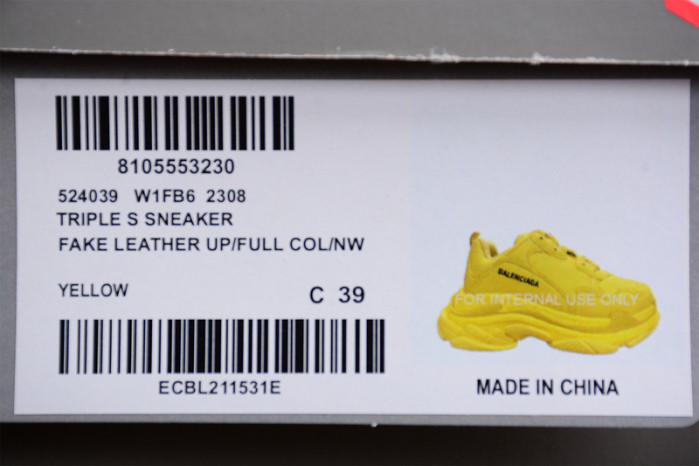 8105553230
524039 W1FB6 2308
TRIPLE S SNEAKER
FAKE LEATHER UP/FULL COL/NW
YELLOW
C 39
ECBL211531E
BALENCIAGA
FOR INTERNAL USE ONLY
MADE IN CHINA